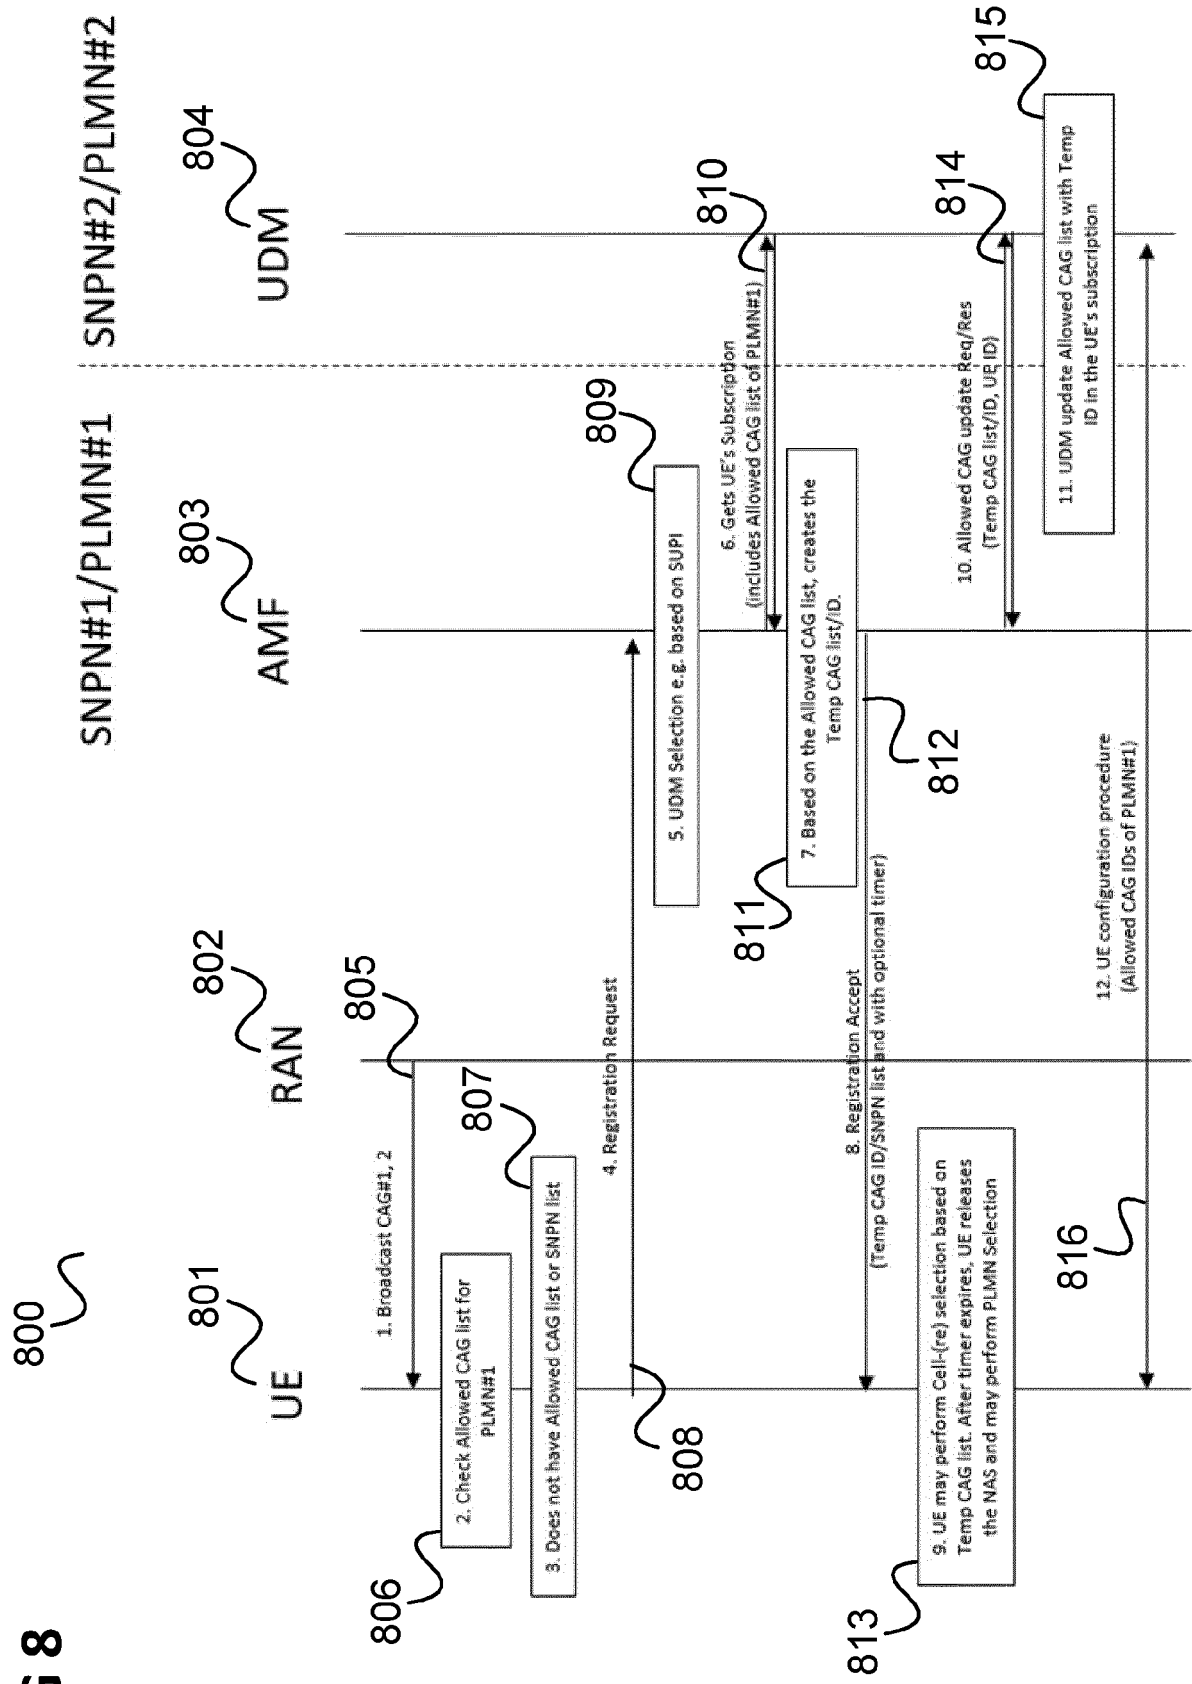 G 8
800
SNPN#1/PLMN#1
SNPN#2/PLMN#2
801
802
803
804
UE
RAN
AMF
UDM
805
1. Broadcast CAG#1, 2
806
2. Check Allowed CAG list for
PLMN#1
807
3. Does not have Allowed CAG list or SNPN list
808
4. Registration Request
809
5. UDM Selection e.g. based on SUPI
810
6. Gets UE's Subscription
(includes Allowed CAG list of PLMN#1)
811
7. Based on the Allowed CAG list, creates the
Temp CAG list/ID.
812
8. Registration Accept
(Temp CAG ID/SNPN list and with optional timer)
813
9. UE may perform Cell-(re) selection based on
Temp CAG list. After timer expires, UE releases
the NAS and may perform PLMN Selection
814
10. Allowed CAG update Req/Res
(Temp CAG list/ID, UE ID)
815
11. UDM update Allowed CAG list with Temp
ID in the UE's subscription
816
12. UE configuration procedure
(Allowed CAG IDs of PLMN#1)